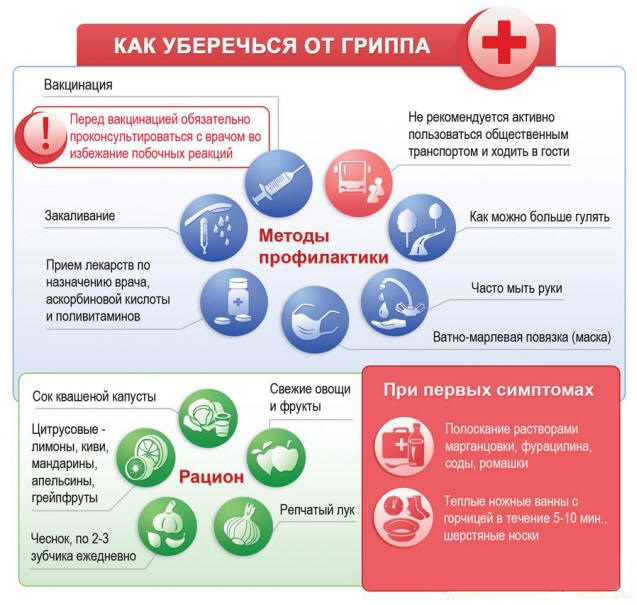 КАК УБЕРЕЧЬСЯ ОТ ГРИППА
Вакцинация
!
Перед вакцинацией обязательно
проконсультироваться с врачом во
избежание побочных реакций
Не рекомендуется активно
пользоваться общественным
транспортом и ходить в гости
Закаливание
Методы
профилактики
Как можно больше гулять
Прием лекарств по
назначению врача,
аскорбиновой кислоты
и поливитаминов
Часто мыть руки
Ватно-марлевая повязка (маска)
Сок квашеной капусты
Свежие овощи
и фрукты
Цитрусовые -
лимоны, киви,
мандарины,
апельсины,
грейпфруты
Рацион
Репчатый лук
Чеснок, по 2-3
зубчика ежедневно
При первых симптомах
Полоскание растворами
марганцовки, фурацилина,
соды, ромашки
Теплые ножные ванны с
горчицей в течение 5-10 мин.,
шерстяные носки